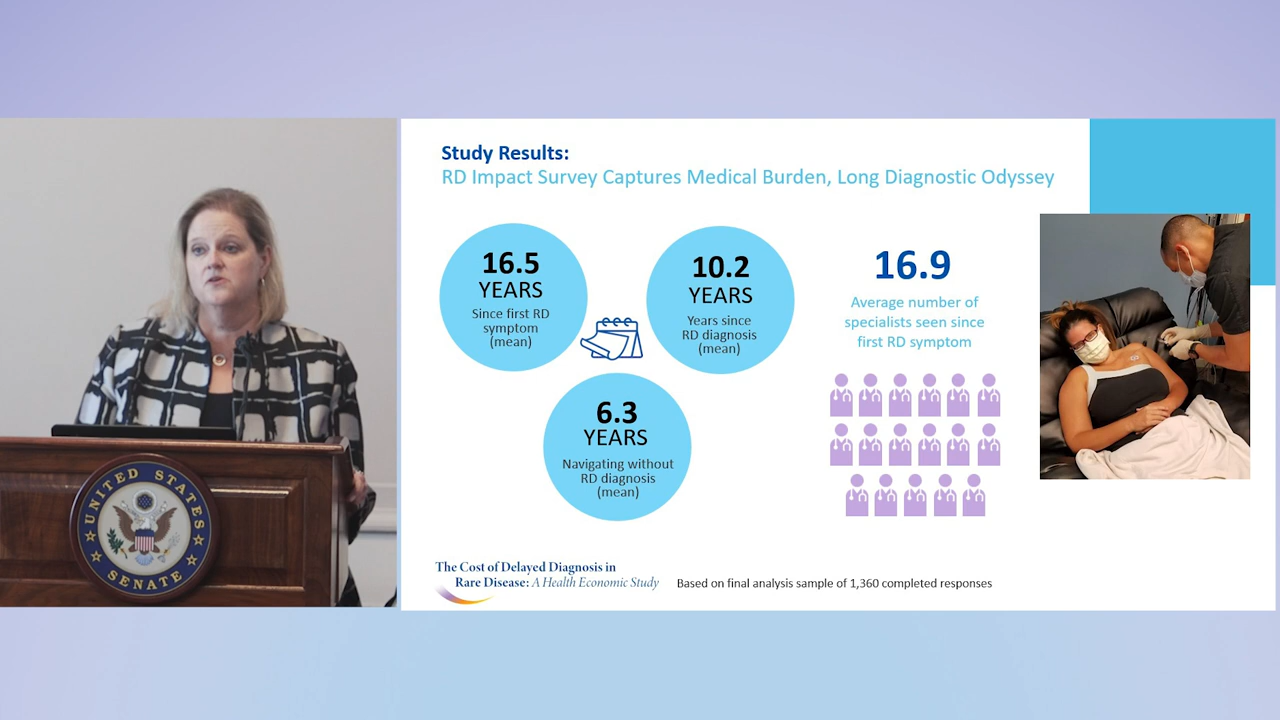 Study Results:
RD Impact Survey Captures Medical Burden, Long Diagnostic Odyssey
16.5
YEARS
Since first RD
symptom
(mean)
10.2
YEARS
Years since
RD diagnosis
(mean)
6.3
YEARS
Navigating without
RD diagnosis
(mean)
16.9
Average number of
specialists seen since
first RD symptom
UNITED STATES
SENATE
The Cost of Delayed Diagnosis in
Rare Disease: A Health Economic Study
Based on final analysis sample of 1,360 completed responses